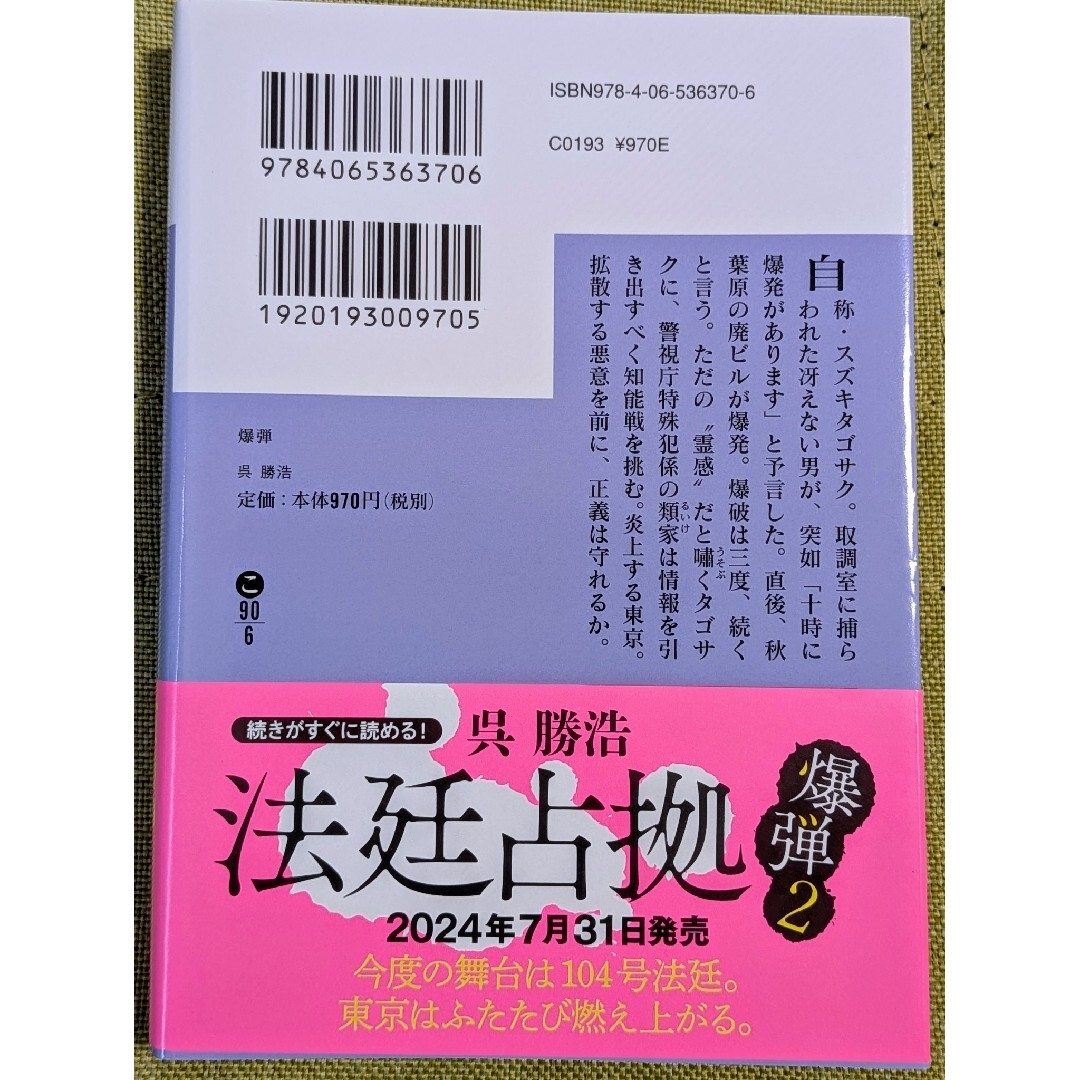 9784065363706
ISBN978-4-06-536370-6
C0193 ¥970E
1920193009705
爆弾
呉 勝浩
定価：本体970円（税別）
こ
90
6
自称・スズキタゴサク。取調室に捕ら
われた冴えない男が、突如「十時に
爆発があります」と予言した。直後、秋
葉原の廃ビルが爆発。爆破は三度、続く
と言う。ただの〝霊感〟だと嘯くタゴサ
うそぶ
クに、警視庁特殊犯係の類家は情報を引
るいけ
き出すべく知能戦を挑む。炎上する東京。
拡散する悪意を前に、正義は守れるか。
続きがすぐに読める！
呉 勝浩
法廷占拠
爆弾2
2024年7月31日発売
今度の舞台は104号法廷。
東京はふたたび燃え上がる。